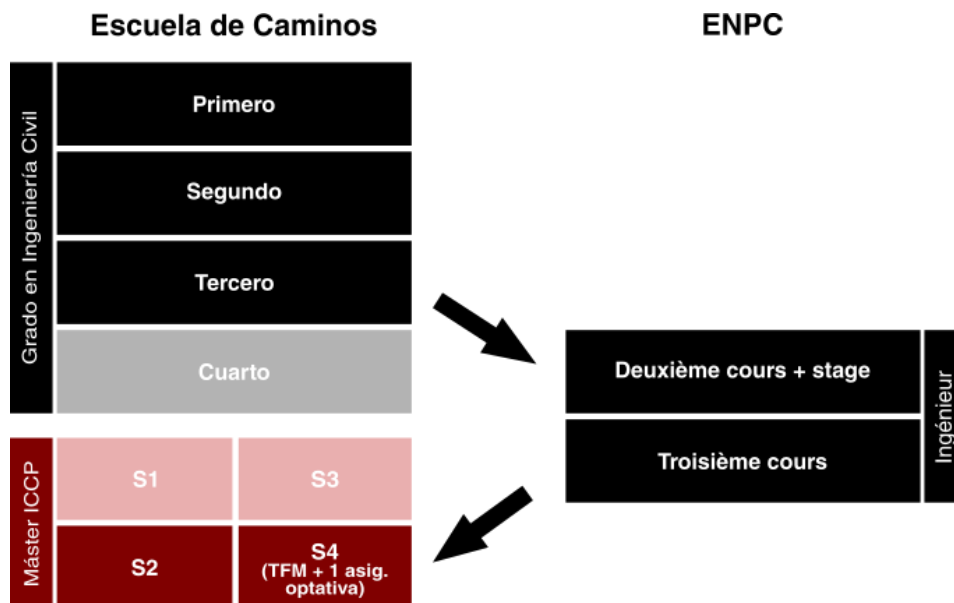 Escuela de Caminos
ENPC
Grado en Ingeniería Civil
Primero
Segundo
Tercero
Cuarto
Deuxième cours + stage
Troisième cours
Ingénieur
Máster ICCP
S1
S3
S2
S4
(TFM + 1 asig.
optativa)